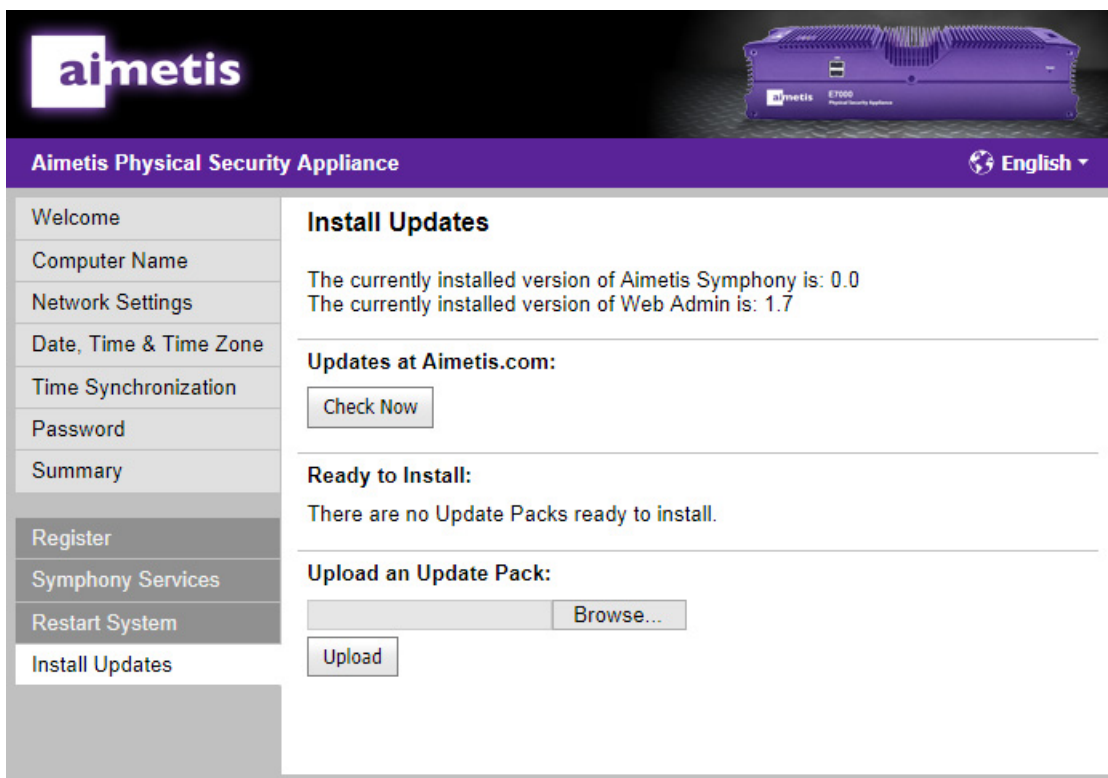 aimetis
aimetis
E7000
Physical Security Appliance
Aimetis Physical Security Appliance
English
Welcome
Computer Name
Network Settings
Date, Time & Time Zone
Time Synchronization
Password
Summary
Register
Symphony Services
Restart System
Install Updates
Install Updates
The currently installed version of Aimetis Symphony is: 0.0
The currently installed version of Web Admin is: 1.7
Updates at Aimetis.com:
Check Now
Ready to Install:
There are no Update Packs ready to install.
Upload an Update Pack:
Browse...
Upload